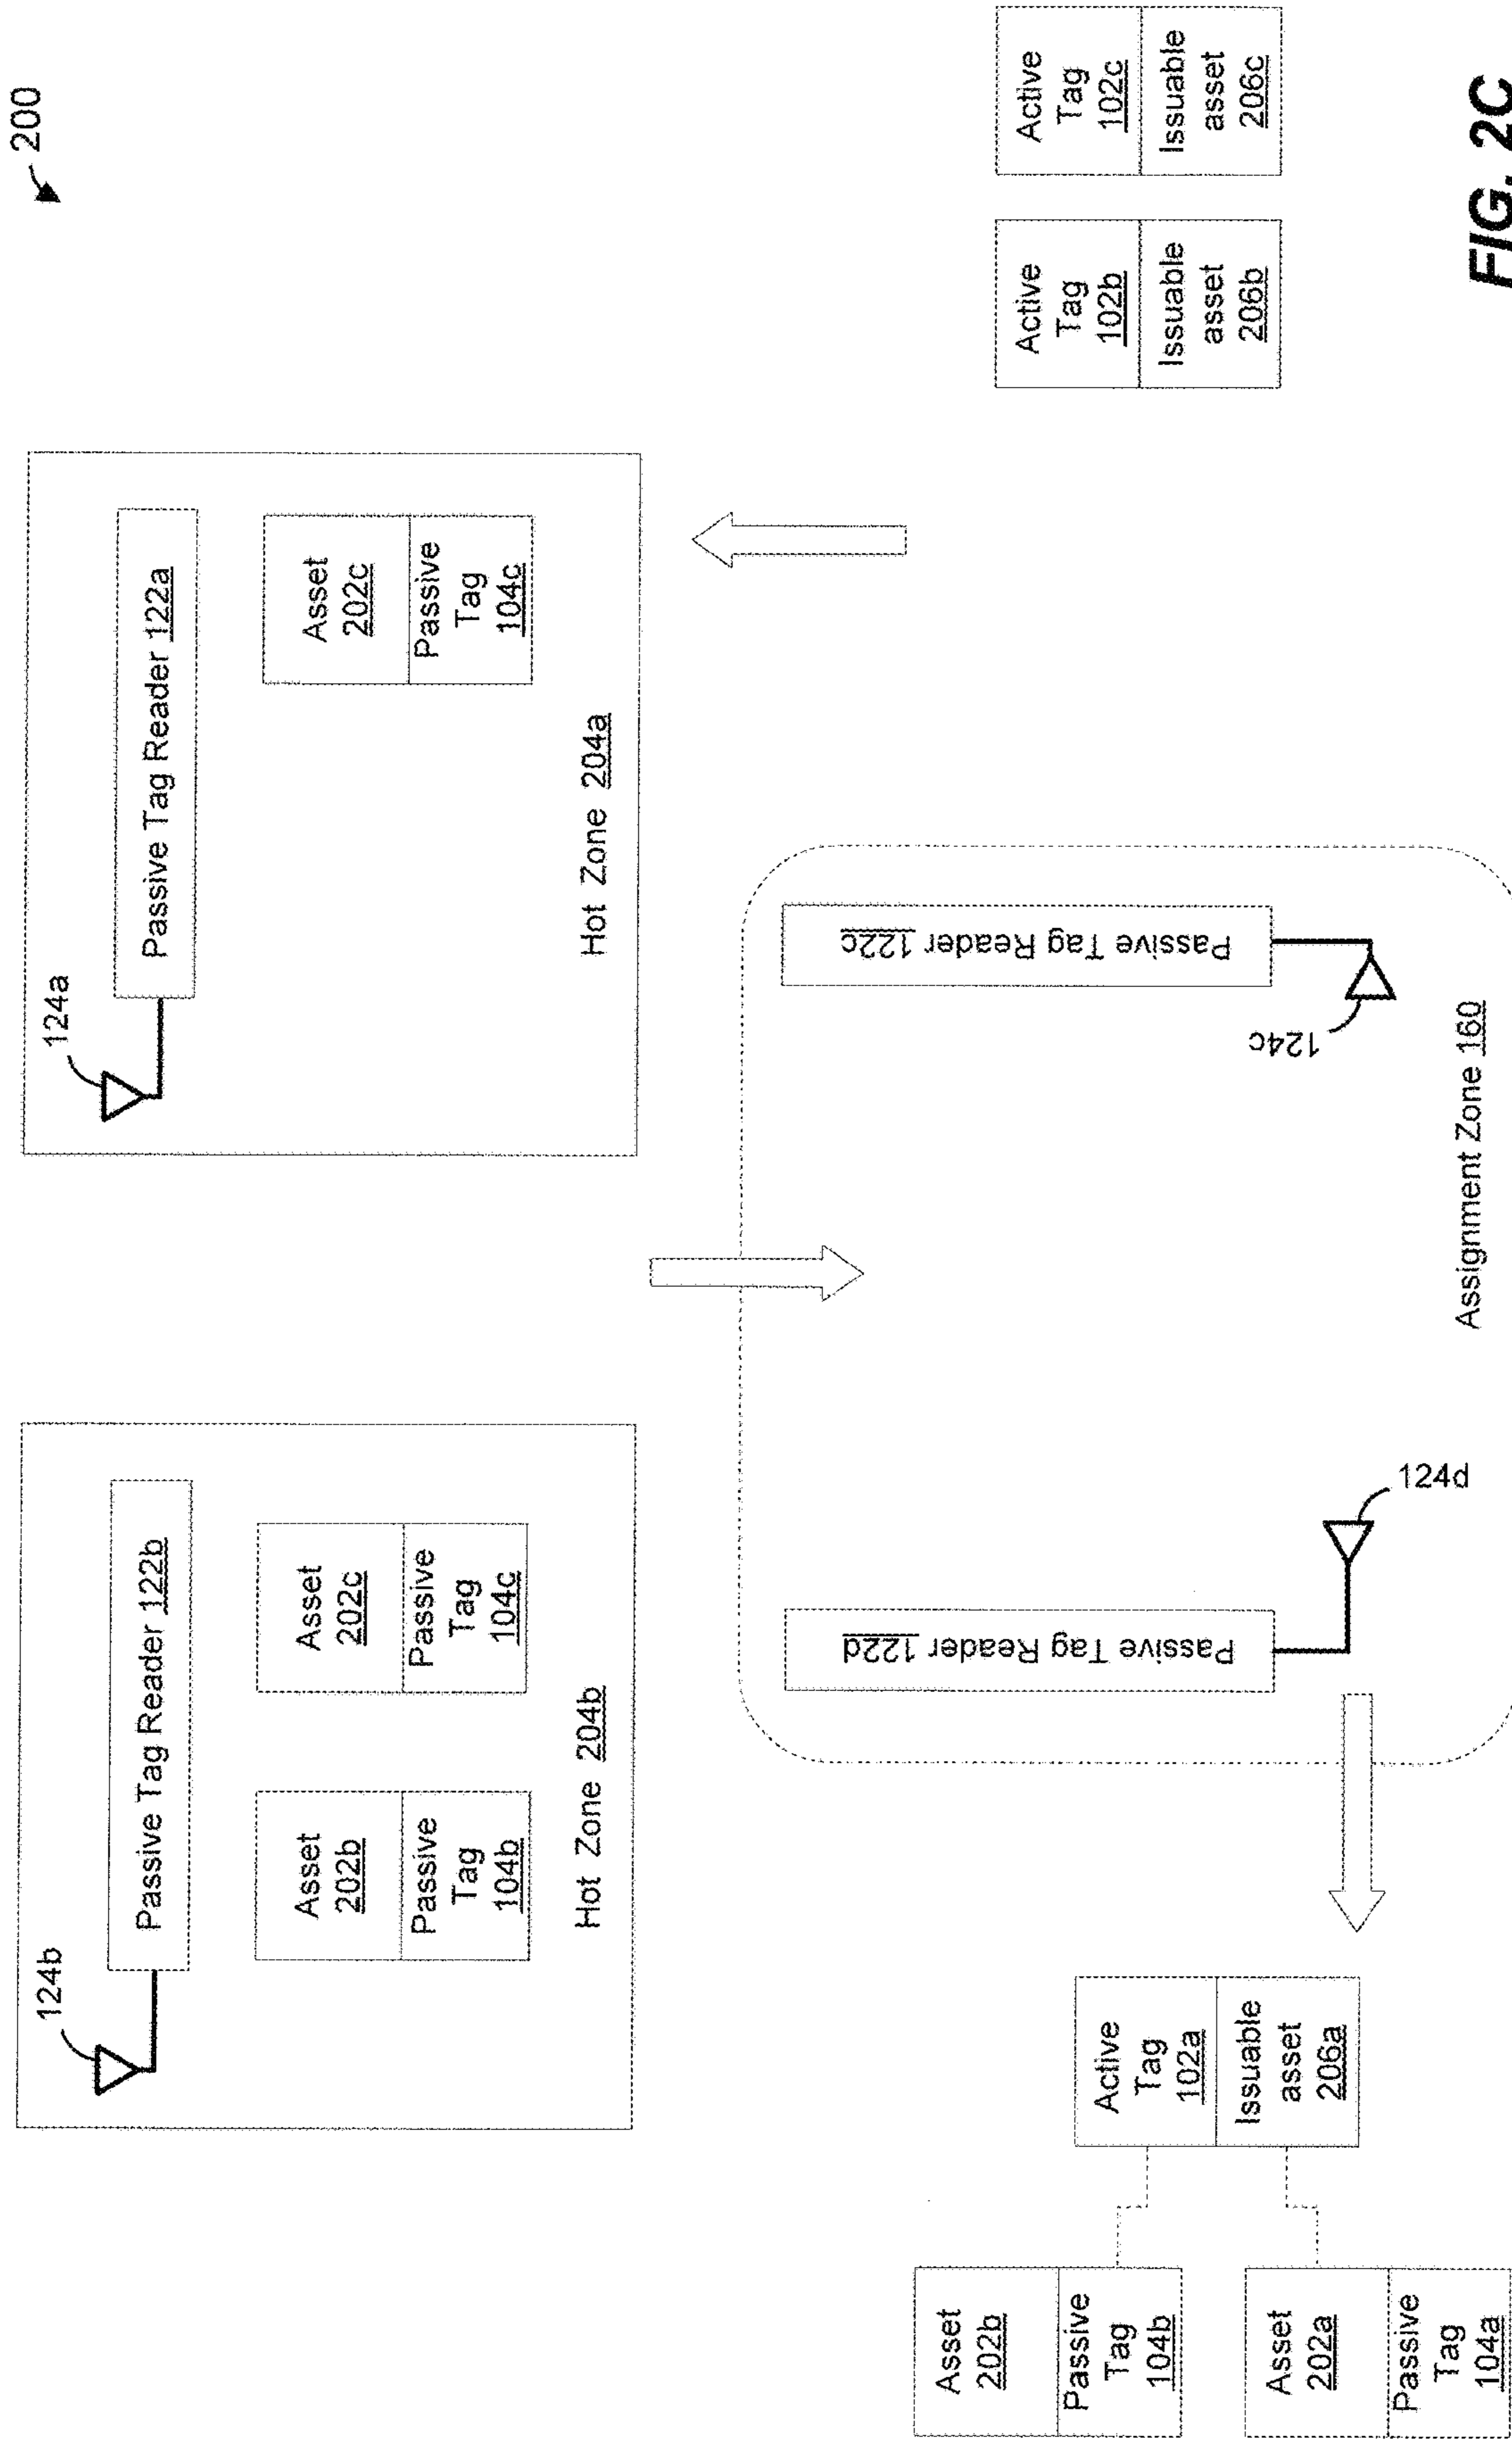 200
124b
Passive Tag Reader 122b
Asset
202b
Passive
Tag
104b
Asset
202c
Passive
Tag
104c
Hot Zone 204b
124a
Passive Tag Reader 122a
Asset
202c
Passive
Tag
104c
Hot Zone 204a
Asset
202b
Passive
Tag
104b
Asset
202a
Passive
Tag
104a
Active
Tag
102a
Issuable
asset
206a
Passive Tag Reader 122d
124d
Passive Tag Reader 122c
124c
Assignment Zone 160
Active
Tag
102b
Issuable
asset
206b
Active
Tag
102c
Issuable
asset
206c
FIG. 2C